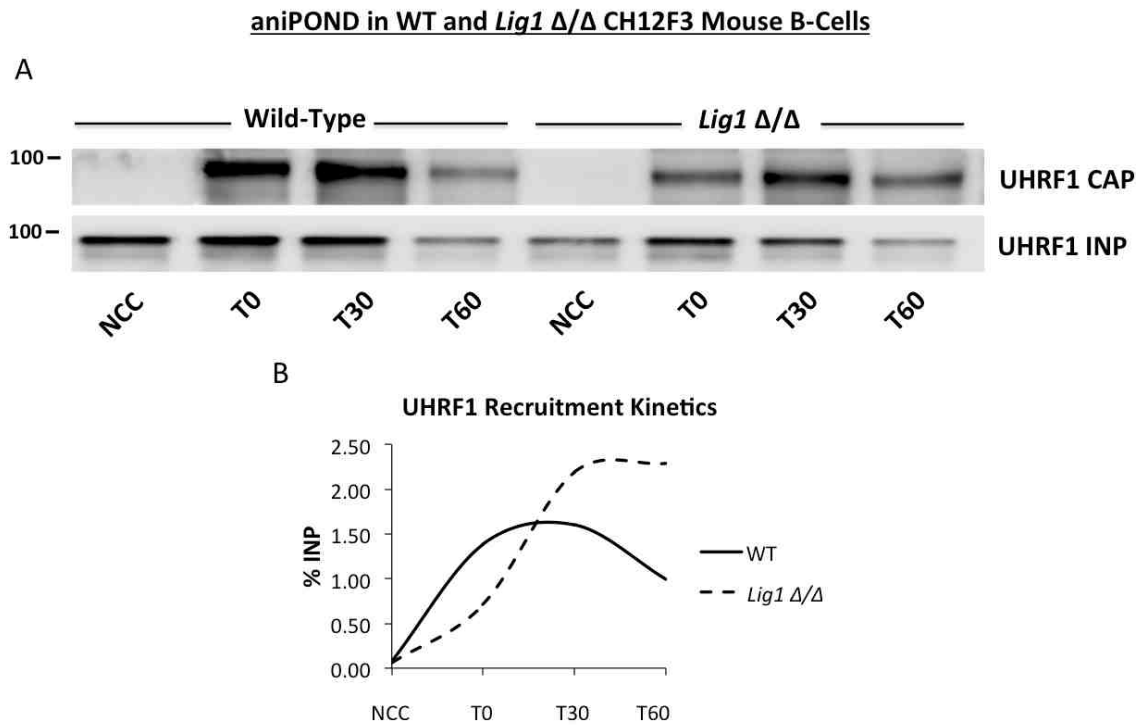 aniPOND in WT and Lig1 Δ/Δ CH12F3 Mouse B-Cells
A
Wild-Type Lig1 Δ/Δ
100
UHRF1 CAP
100
UHRF1 INP
NCC T0 T30 T60 NCC T0 T30 T60
B
UHRF1 Recruitment Kinetics
2.50
2.00
1.50
1.00
0.50
0.00
% INP
NCC T0 T30 T60
WT
Lig1 Δ/Δ